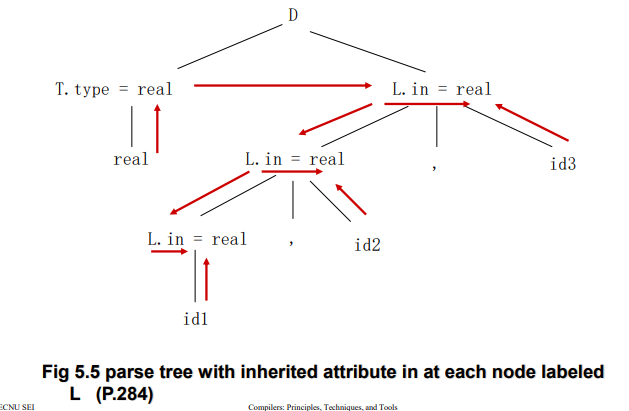 D
T.type = real
L.in = real
real
L.in = real
,
id3
L.in = real
,
id2
id1
Fig 5.5 parse tree with inherited attribute in at each node labeled
L (P.284)
ECNU SEI
Compilers: Principles, Techniques, and Tools